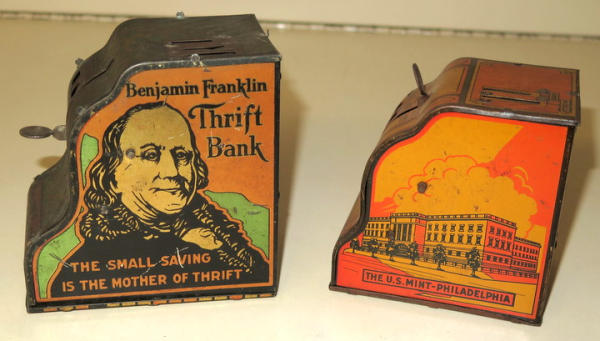 Benjamin Franklin
Thrift
Bank
THE SMALL SAVING
IS THE MOTHER OF THRIFT
THE U.S. MINT-PHILADELPHIA